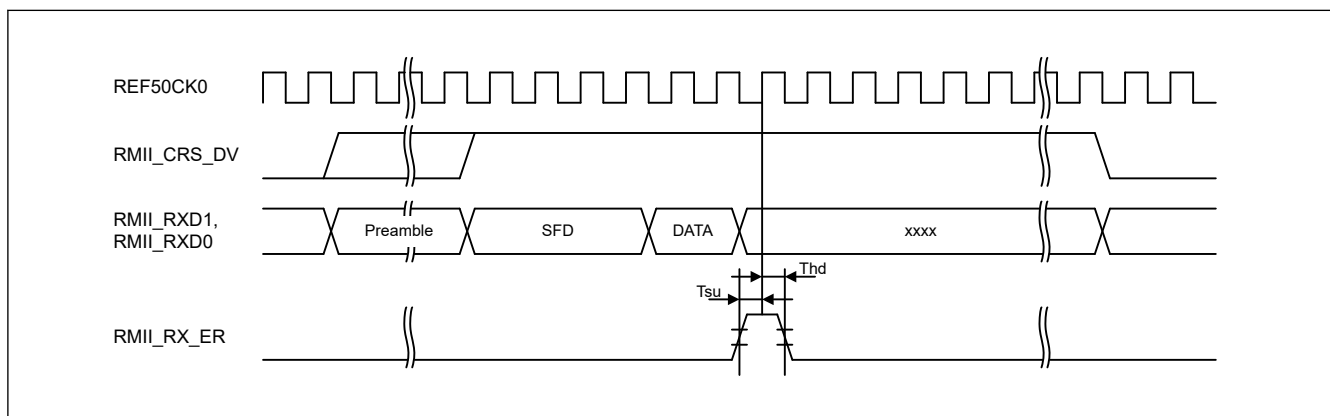 REF50CK0
RMII_CRS_DV
RMII_RXD1,
RMII_RXD0
Preamble
SFD
DATA
xxxx
Thd
Tsu
RMII_RX_ER